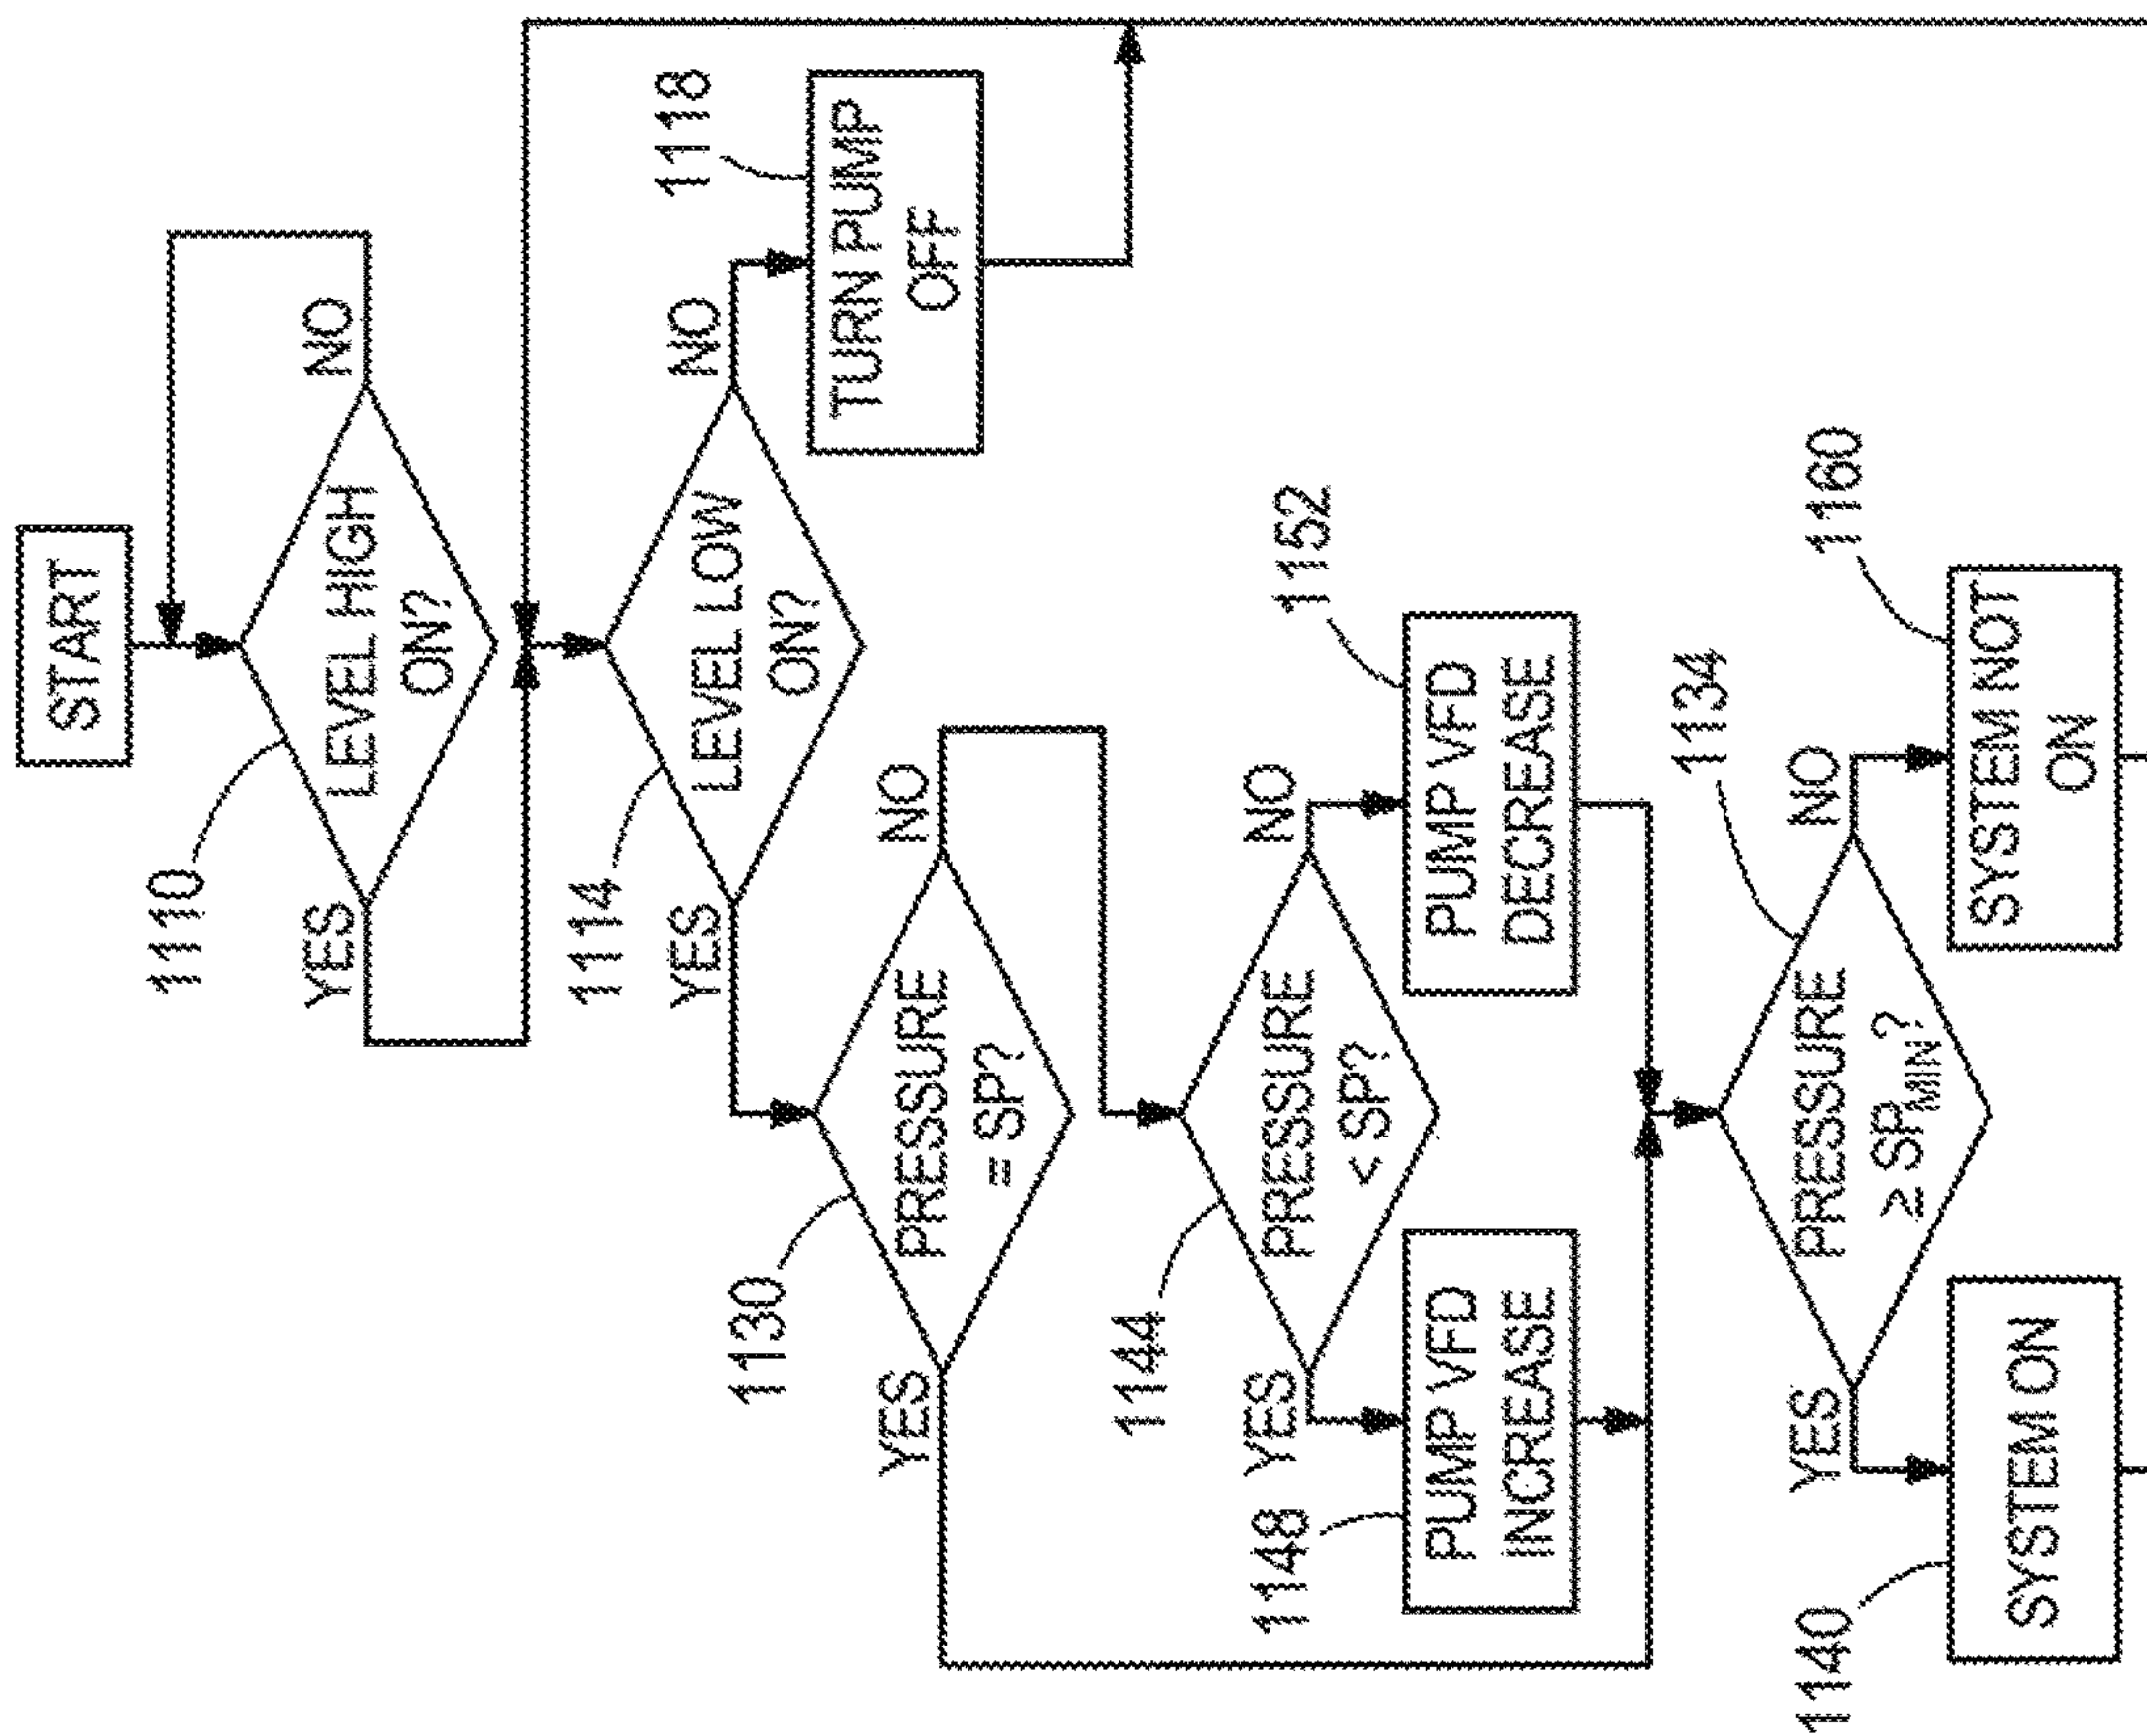 START
1110
LEVEL HIGH
ON?
YES
NO
1114
LEVEL LOW
ON?
YES
NO
1118
TURN PUMP
OFF
1130
PRESSURE
= SP?
YES
NO
1144
PRESSURE
< SP?
YES
NO
1148
PUMP VFD
INCREASE
1152
PUMP VFD
DECREASE
1134
PRESSURE
≥ SPMIN?
YES
NO
1140
SYSTEM ON
1160
SYSTEM NOT
ON